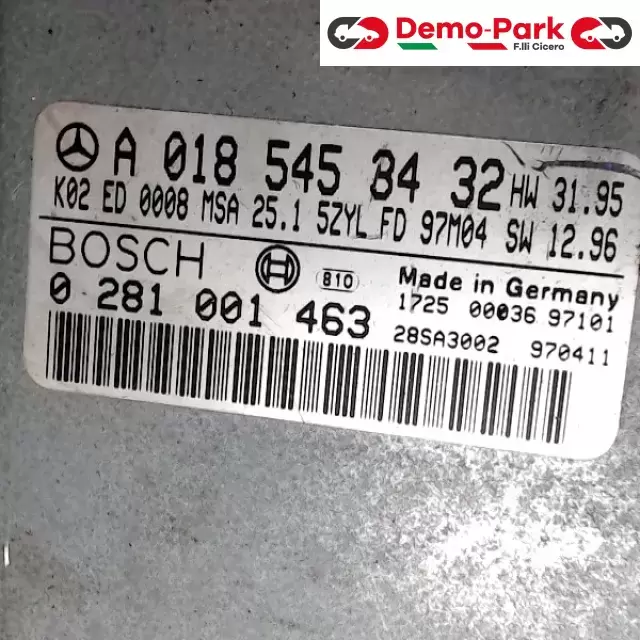 Demo-Park
F.lli Cicero
A 018 545 84 32 HW 31.95
K02 ED 0008 MSA 25.1 5ZYL FD 97M04 SW 12.96
BOSCH 810 Made in Germany
0 281 001 463 1725 00036 97101
28SA3002 970411